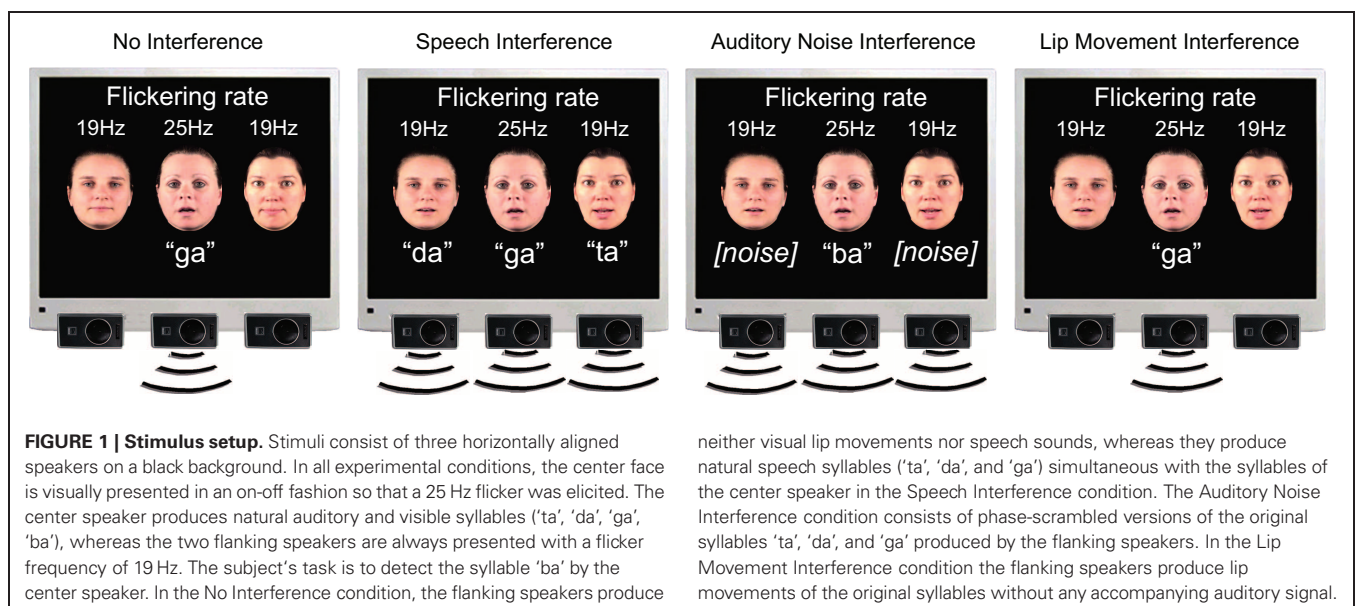 No Interference
Speech Interference
Auditory Noise Interference
Lip Movement Interference
Flickering rate
19Hz 25Hz 19Hz
“ga”
Flickering rate
19Hz 25Hz 19Hz
“da” “ga” “ta”
Flickering rate
19Hz 25Hz 19Hz
[noise] “ba” [noise]
Flickering rate
19Hz 25Hz 19Hz
“ga”
FIGURE 1 | Stimulus setup. Stimuli consist of three horizontally aligned
speakers on a black background. In all experimental conditions, the center face
is visually presented in an on-off fashion so that a 25 Hz flicker was elicited. The
center speaker produces natural auditory and visible syllables (‘ta’, ‘da’, ‘ga’,
‘ba’), whereas the two flanking speakers are always presented with a flicker
frequency of 19 Hz. The subject‘s task is to detect the syllable ‘ba’ by the
center speaker. In the No Interference condition, the flanking speakers produce
neither visual lip movements nor speech sounds, whereas they produce
natural speech syllables (‘ta’, ‘da’, and ‘ga’) simultaneous with the syllables of
the center speaker in the Speech Interference condition. The Auditory Noise
Interference condition consists of phase-scrambled versions of the original
syllables ‘ta’, ‘da’, and ‘ga’ produced by the flanking speakers. In the Lip
Movement Interference condition the flanking speakers produce lip
movements of the original syllables without any accompanying auditory signal.